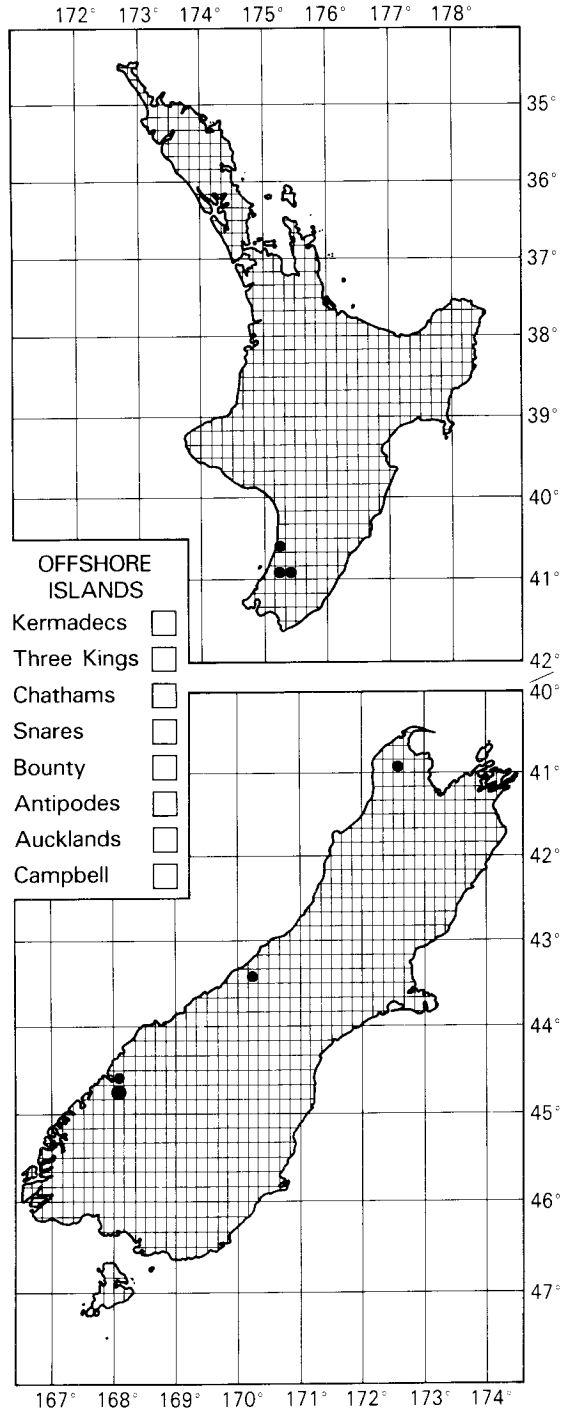 172° 173° 174° 175° 176° 177° 178°
35°
36°
37°
38°
39°
40°
41°
42°
OFFSHORE
ISLANDS
Kermadecs
Three Kings
Chathams
Snares
Bounty
Antipodes
Aucklands
Campbell
40°
41°
42°
43°
44°
45°
46°
47°
167° 168° 169° 170° 171° 172° 173° 174°